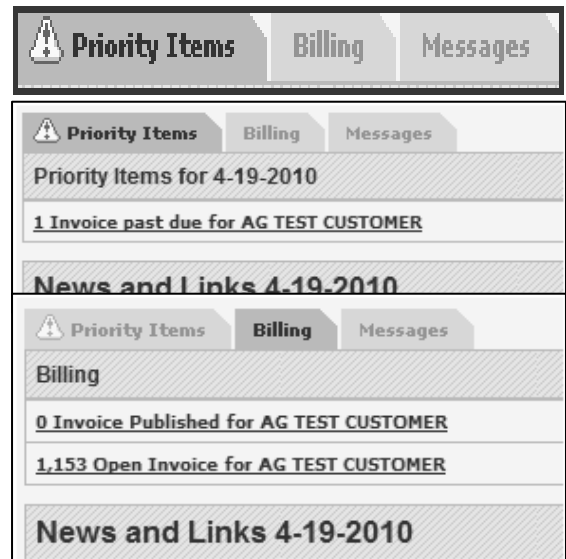 Priority Items Billing Messages
Priority Items Billing Messages
Priority Items for 4-19-2010
1 Invoice past due for AG TEST CUSTOMER
News and Links 4-19-2010
Priority Items Billing Messages
Billing
0 Invoice Published for AG TEST CUSTOMER
1,153 Open Invoice for AG TEST CUSTOMER
News and Links 4-19-2010